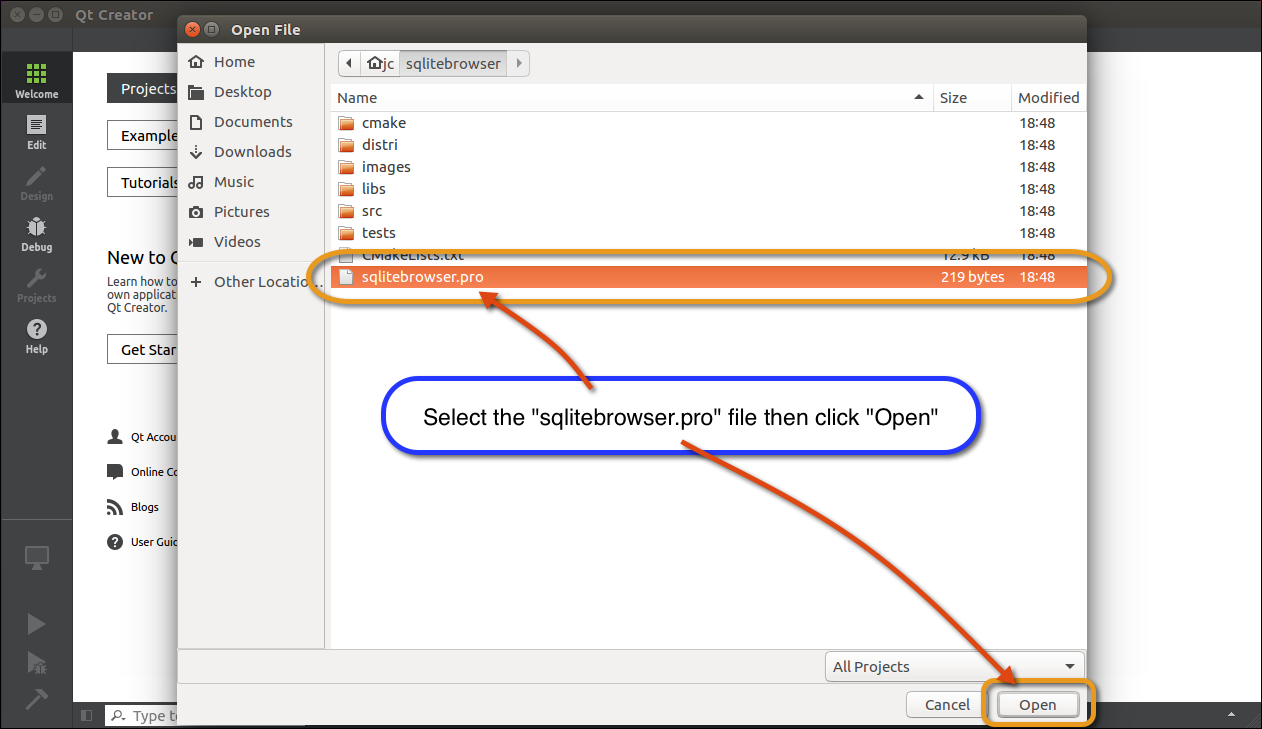 Qt Creator
Open File
Welcome
Edit
Design
Debug
Projects
Help
Projects
Example
Tutorials
New to
Learn how to
own applicat
Qt Creator.
Get Star
Qt Accou
Online Co
Blogs
User Guid
Type to
Home
Desktop
Documents
Downloads
Music
Pictures
Videos
Other Locatio...
jc
sqlitebrowser
Name Size Modified
cmake 18:48
distri 18:48
images 18:48
libs 18:48
src 18:48
tests 18:48
CMakeLists.txt 12.9 kB 18:48
sqlitebrowser.pro 219 bytes 18:48
Select the "sqlitebrowser.pro" file then click "Open"
All Projects
Cancel Open